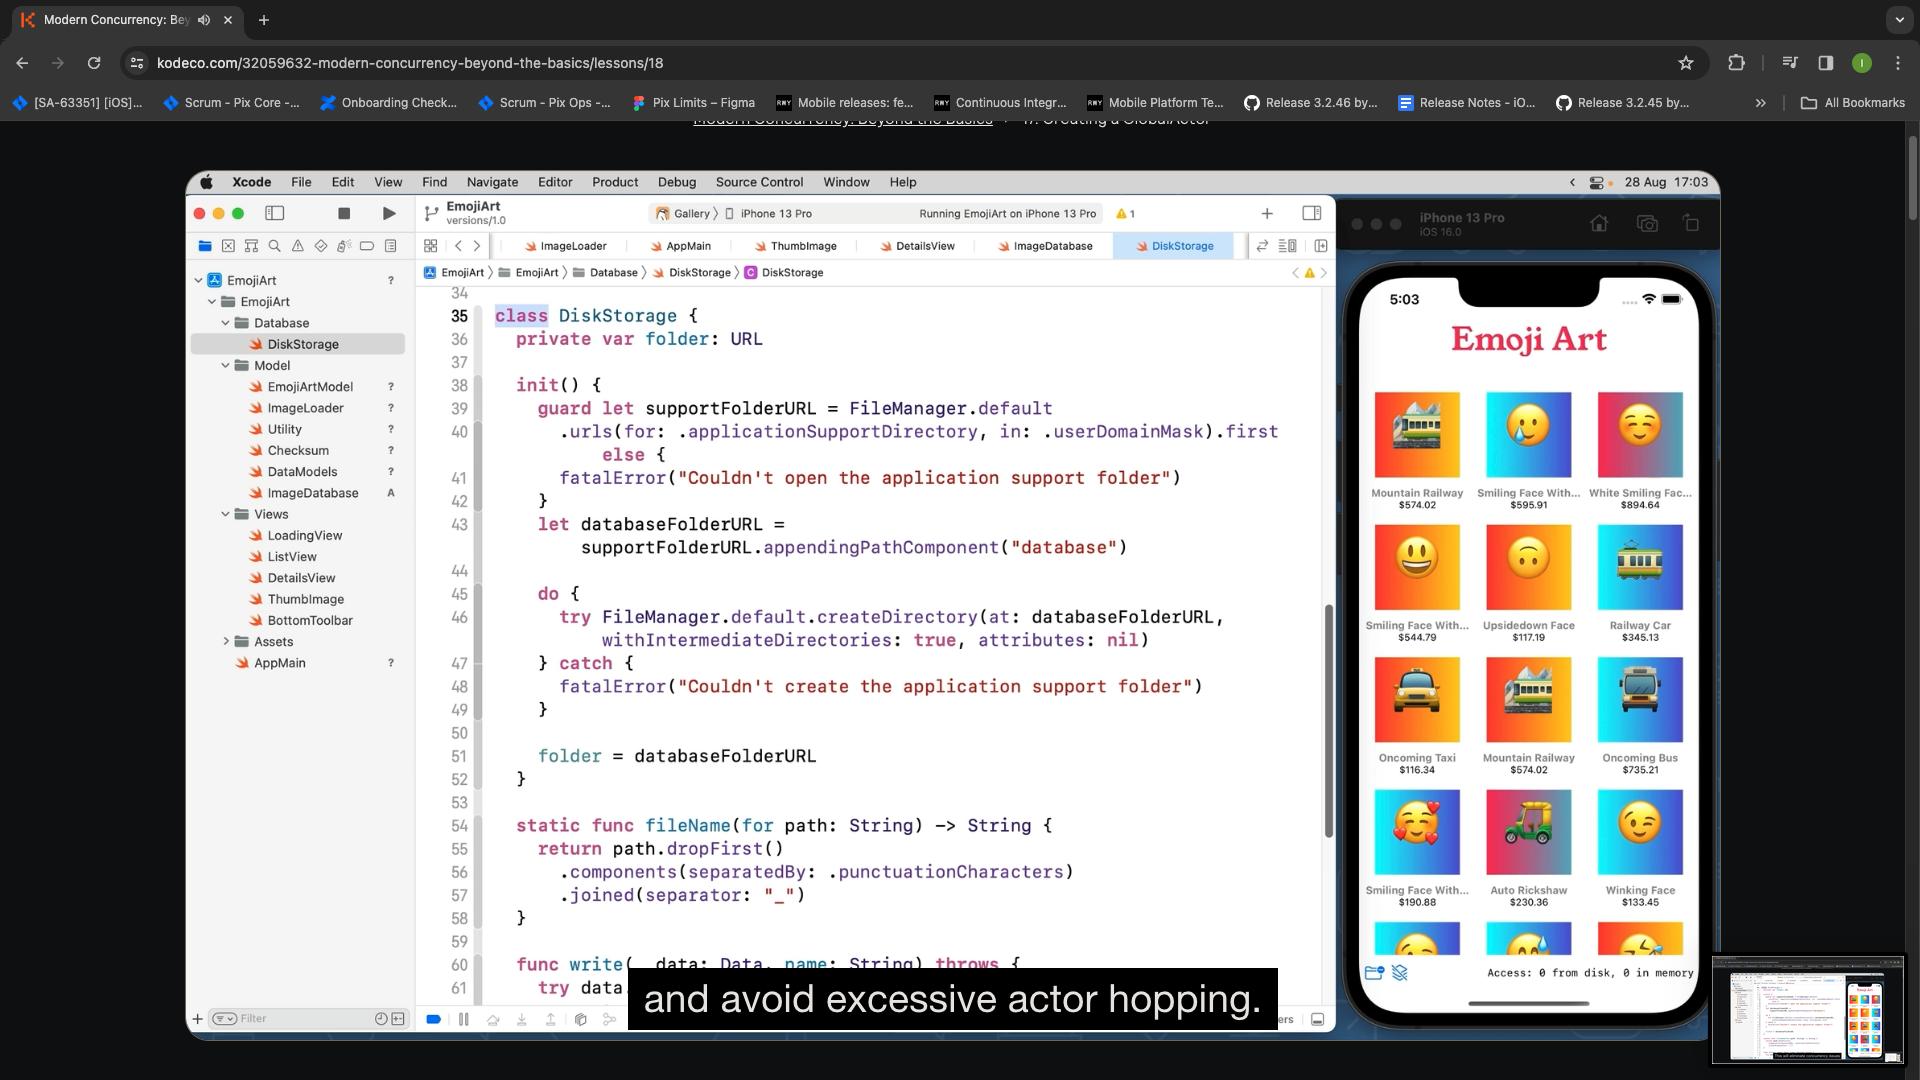 Modern Concurrency: Bey
kodeco.com/32059632-modern-concurrency-beyond-the-basics/lessons/18
[SA-63351] [iOS]...
Scrum - Pix Core -...
Onboarding Check...
Scrum - Pix Ops -...
Pix Limits – Figma
Mobile releases: fe...
Continuous Integr...
Mobile Platform Te...
Release 3.2.46 by...
Release Notes - iO...
Release 3.2.45 by...
All Bookmarks
Modern Concurrency: Beyond the Basics
17. Creating a GlobalActor
Xcode File Edit View Find Navigate Editor Product Debug Source Control Window Help
28 Aug 17:03
EmojiArt
versions/1.0
Gallery
iPhone 13 Pro
Running EmojiArt on iPhone 13 Pro
1
ImageLoader
AppMain
ThumbImage
DetailsView
ImageDatabase
DiskStorage
EmojiArt
EmojiArt
Database
DiskStorage
DiskStorage
EmojiArt ?
EmojiArt
Database
DiskStorage
Model
EmojiArtModel ?
ImageLoader ?
Utility ?
Checksum ?
DataModels ?
ImageDatabase A
Views
LoadingView
ListView
DetailsView
ThumbImage
BottomToolbar
Assets
AppMain ?
Filter
34
35 class DiskStorage {
36 private var folder: URL
37
38 init() {
39 guard let supportFolderURL = FileManager.default
40 .urls(for: .applicationSupportDirectory, in: .userDomainMask).first
else {
41 fatalError("Couldn't open the application support folder")
42 }
43 let databaseFolderURL =
supportFolderURL.appendingPathComponent("database")
44
45 do {
46 try FileManager.default.createDirectory(at: databaseFolderURL,
withIntermediateDirectories: true, attributes: nil)
47 } catch {
48 fatalError("Couldn't create the application support folder")
49 }
50
51 folder = databaseFolderURL
52 }
53
54 static func fileName(for path: String) -> String {
55 return path.dropFirst()
56 .components(separatedBy: .punctuationCharacters)
57 .joined(separator: "_")
58 }
59
60 func write(_ data: Data, name: String) throws {
61 try data.
and avoid excessive actor hopping.
iPhone 13 Pro
iOS 16.0
5:03
Emoji Art
Mountain Railway
$574.02
Smiling Face With...
$595.91
White Smiling Fac...
$894.64
Smiling Face With...
$544.79
Upsidedown Face
$117.19
Railway Car
$345.13
Oncoming Taxi
$116.34
Mountain Railway
$574.02
Oncoming Bus
$735.21
Smiling Face With...
$190.88
Auto Rickshaw
$230.36
Winking Face
$133.45
Access: 0 from disk, 0 in memory